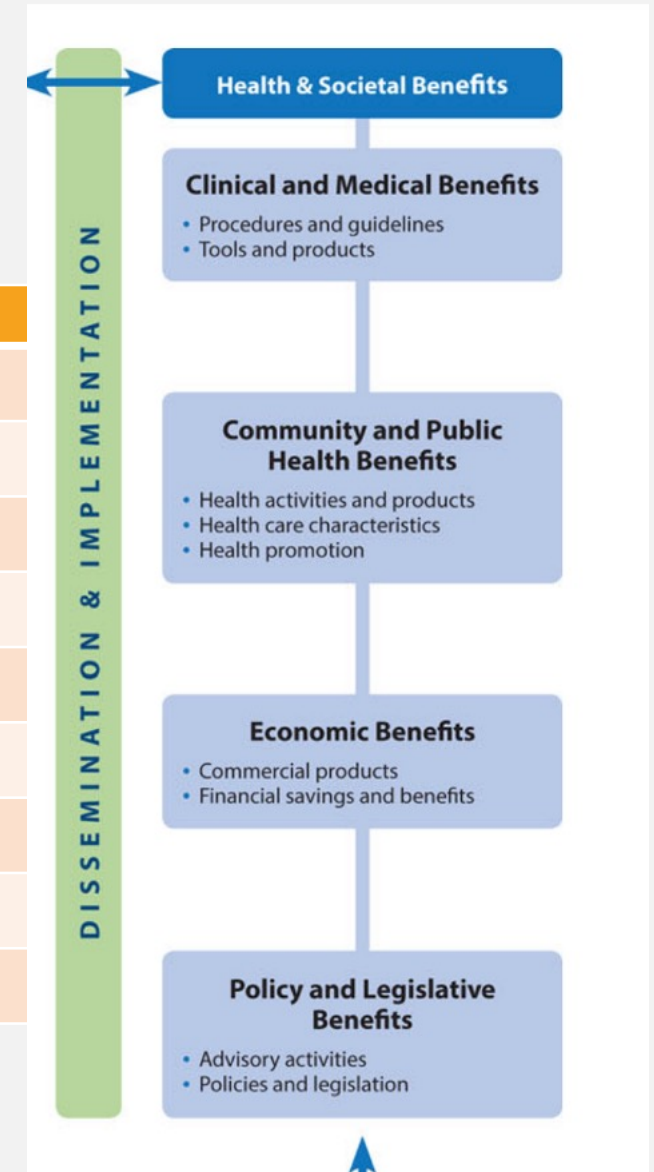 DISSEMINATION & IMPLEMENTATION
Health & Societal Benefits
Clinical and Medical Benefits
• Procedures and guidelines
• Tools and products
Community and Public
Health Benefits
• Health activities and products
• Health care characteristics
• Health promotion
Economic Benefits
• Commercial products
• Financial savings and benefits
Policy and Legislative
Benefits
• Advisory activities
• Policies and legislation